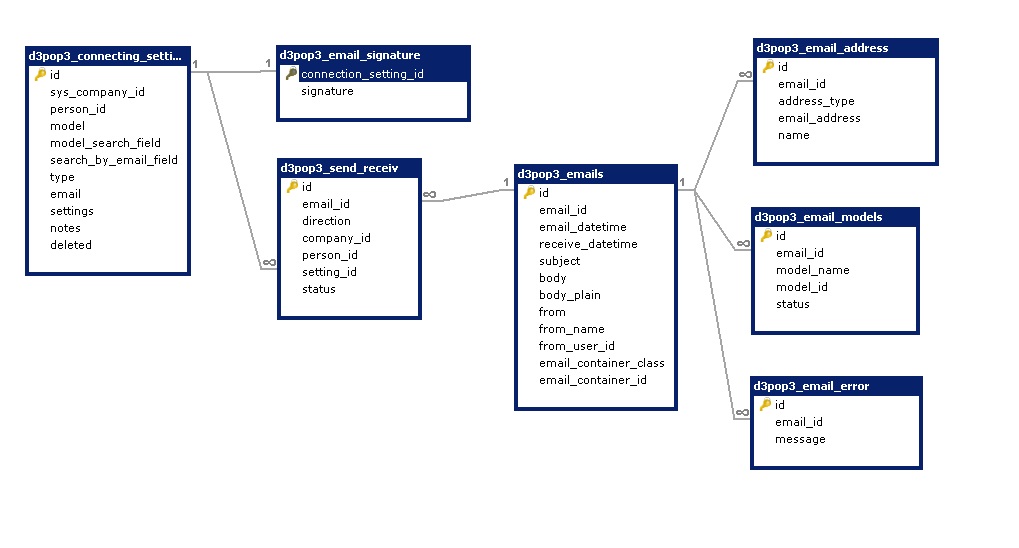 d3pop3_connecting_setti...
id
sys_company_id
person_id
model
model_search_field
search_by_email_field
type
email
settings
notes
deleted
1
1
∞
d3pop3_email_signature
connection_setting_id
signature
d3pop3_send_receiv
id
email_id
direction
company_id
person_id
setting_id
status
∞
1
d3pop3_emails
id
email_id
email_datetime
receive_datetime
subject
body
body_plain
from
from_name
from_user_id
email_container_class
email_container_id
1
∞
∞
∞
d3pop3_email_address
id
email_id
address_type
email_address
name
d3pop3_email_models
id
email_id
model_name
model_id
status
d3pop3_email_error
id
email_id
message